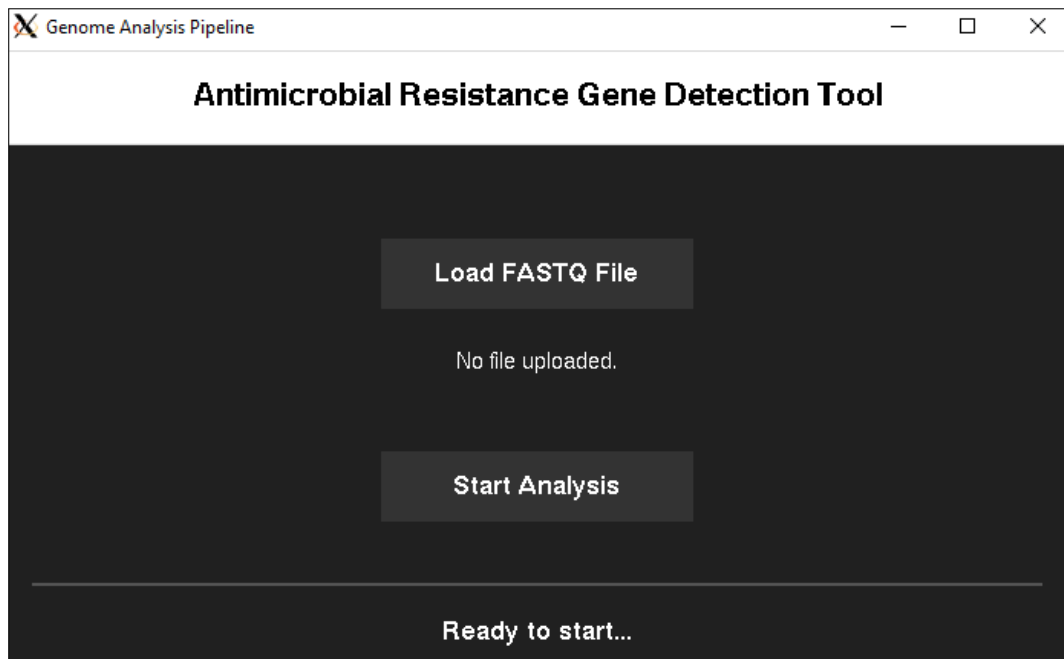 Genome Analysis Pipeline
Antimicrobial Resistance Gene Detection Tool
Load FASTQ File
No file uploaded.
Start Analysis
Ready to start...